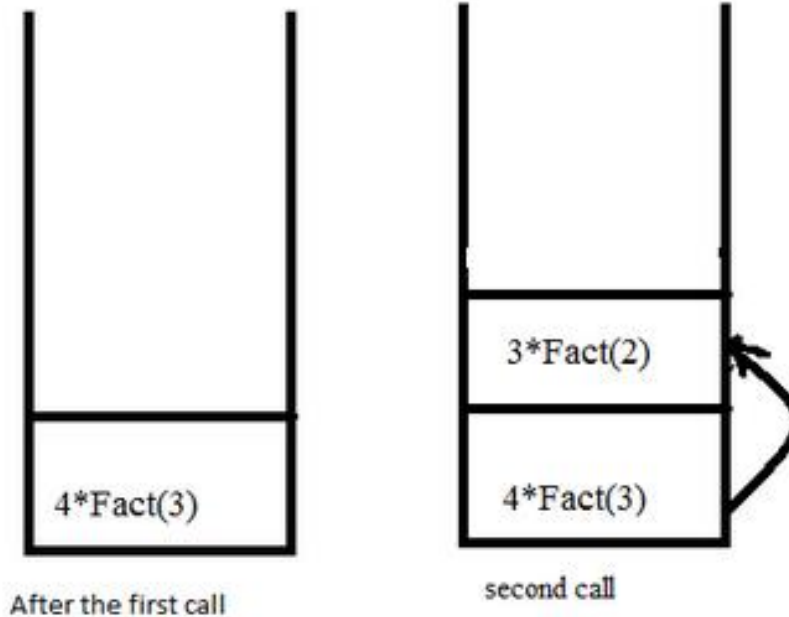 3*Fact(2)
4*Fact(3)
4*Fact(3)
After the first call
second call